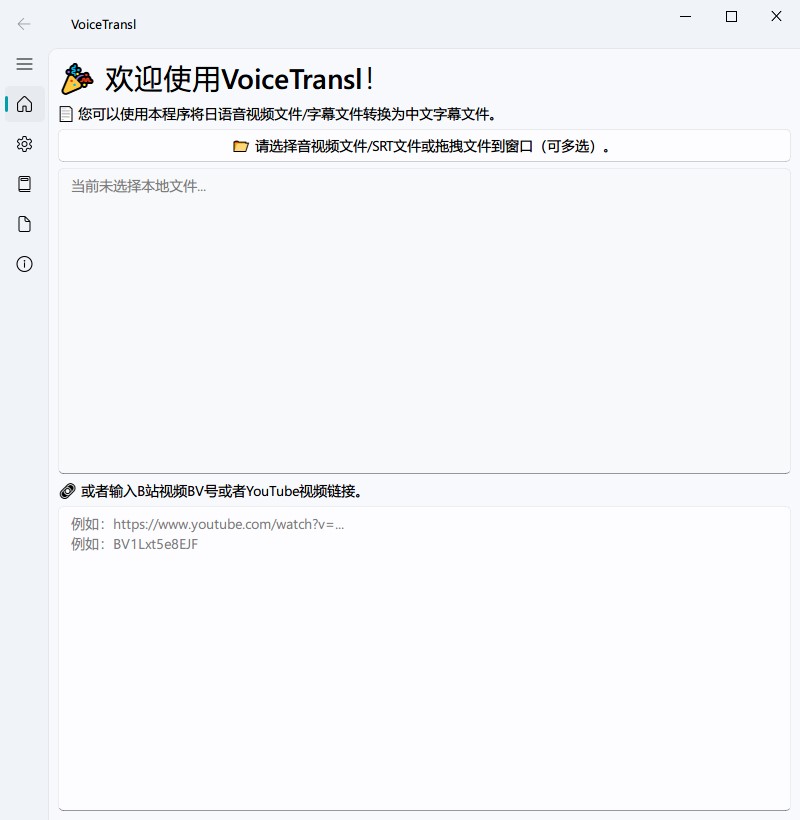 VoiceTransl
欢迎使用VoiceTransl！
您可以使用本程序将日语音视频文件/字幕文件转换为中文字幕文件。
请选择音视频文件/SRT文件或拖拽文件到窗口（可多选）。
当前未选择本地文件...
或者输入B站视频BV号或者YouTube视频链接。
例如：https://www.youtube.com/watch?v=...
例如：BV1Lxt5e8EJF